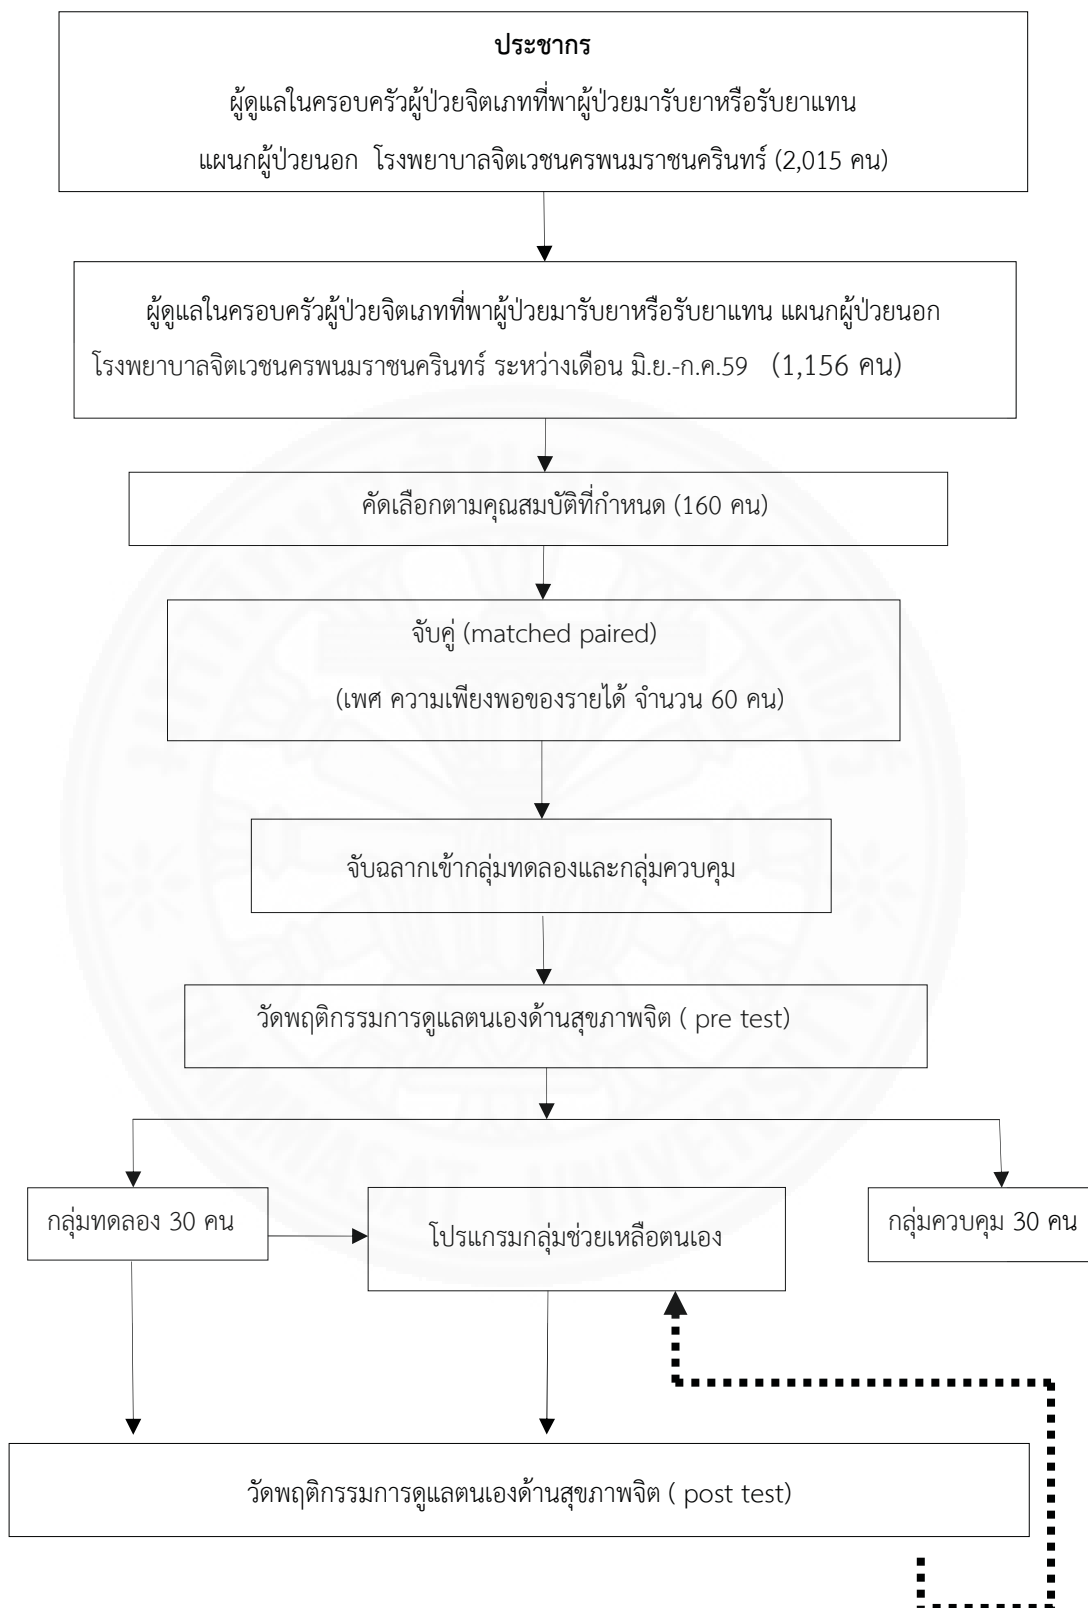 ประชากร
ผู้ดูแลในครอบครัวผู้ป่วยจิตเภทที่พาผู้ป่วยมารับยาหรือรับยาแทน
แผนกผู้ป่วยนอก โรงพยาบาลจิตเวชนครพนมราชนครินทร์ (2,015 คน)
ผู้ดูแลในครอบครัวผู้ป่วยจิตเภทที่พาผู้ป่วยมารับยาหรือรับยาแทน แผนกผู้ป่วยนอก
โรงพยาบาลจิตเวชนครพนมราชนครินทร์ ระหว่างเดือน มิ.ย.-ก.ค.59 (1,156 คน)
คัดเลือกตามคุณสมบัติที่กำหนด (160 คน)
จับคู่ (matched paired)
(เพศ ความเพียงพอของรายได้ จำนวน 60 คน)
จับฉลากเข้ากลุ่มทดลองและกลุ่มควบคุม
วัดพฤติกรรมการดูแลตนเองด้านสุขภาพจิต ( pre test)
กลุ่มทดลอง 30 คน
โปรแกรมกลุ่มช่วยเหลือตนเอง
กลุ่มควบคุม 30 คน
วัดพฤติกรรมการดูแลตนเองด้านสุขภาพจิต ( post test)